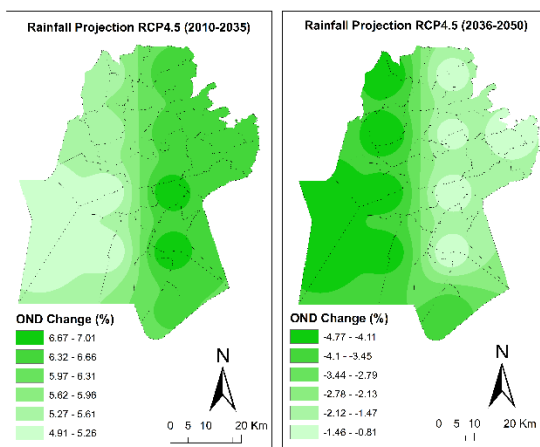 Rainfall Projection RCP4.5 (2010-2035)
OND Change (%)
6.67 - 7.01
6.32 - 6.66
5.97 - 6.31
5.62 - 5.96
5.27 - 5.61
4.91 - 5.26
N
0 5 10 20 Km
Rainfall Projection RCP4.5 (2036-2050)
OND Change (%)
-4.77 - -4.11
-4.1 - -3.45
-3.44 - -2.79
-2.78 - -2.13
-2.12 - -1.47
-1.46 - -0.81
N
0 5 10 20 Km